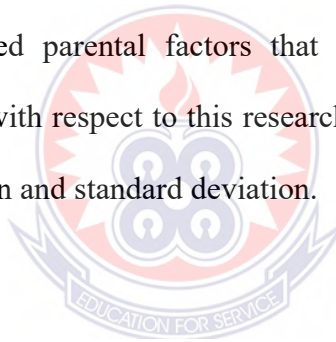 ed parental factors that
with respect to this research
n and standard deviation.
EDUCATION FOR SERVICE